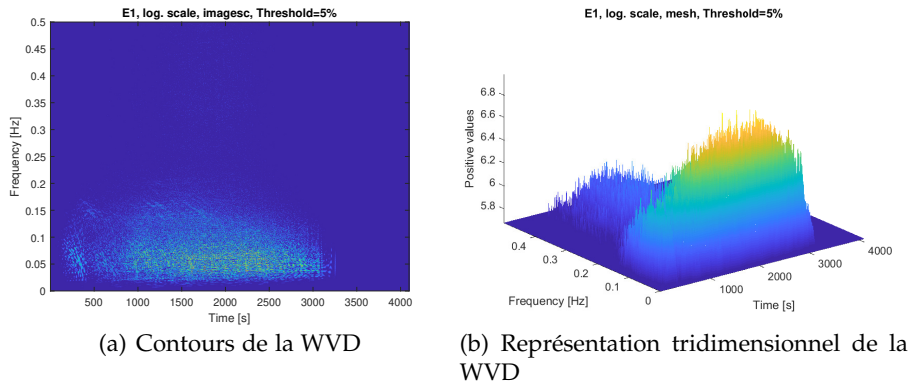 E1, log. scale, imagesc, Threshold=5%
0.5
0.45
0.4
0.35
0.3
0.25
0.2
0.15
0.1
0.05
0
Frequency [Hz]
500 1000 1500 2000 2500 3000 3500 4000
Time [s]
(a) Contours de la WVD
E1, log. scale, mesh, Threshold=5%
6.8
6.6
6.4
6.2
6
5.8
Positive values
0.4
0.3
0.2
0.1
0
Frequency [Hz]
1000
2000
3000
4000
Time [s]
(b) Représentation tridimensionnel de la
WVD